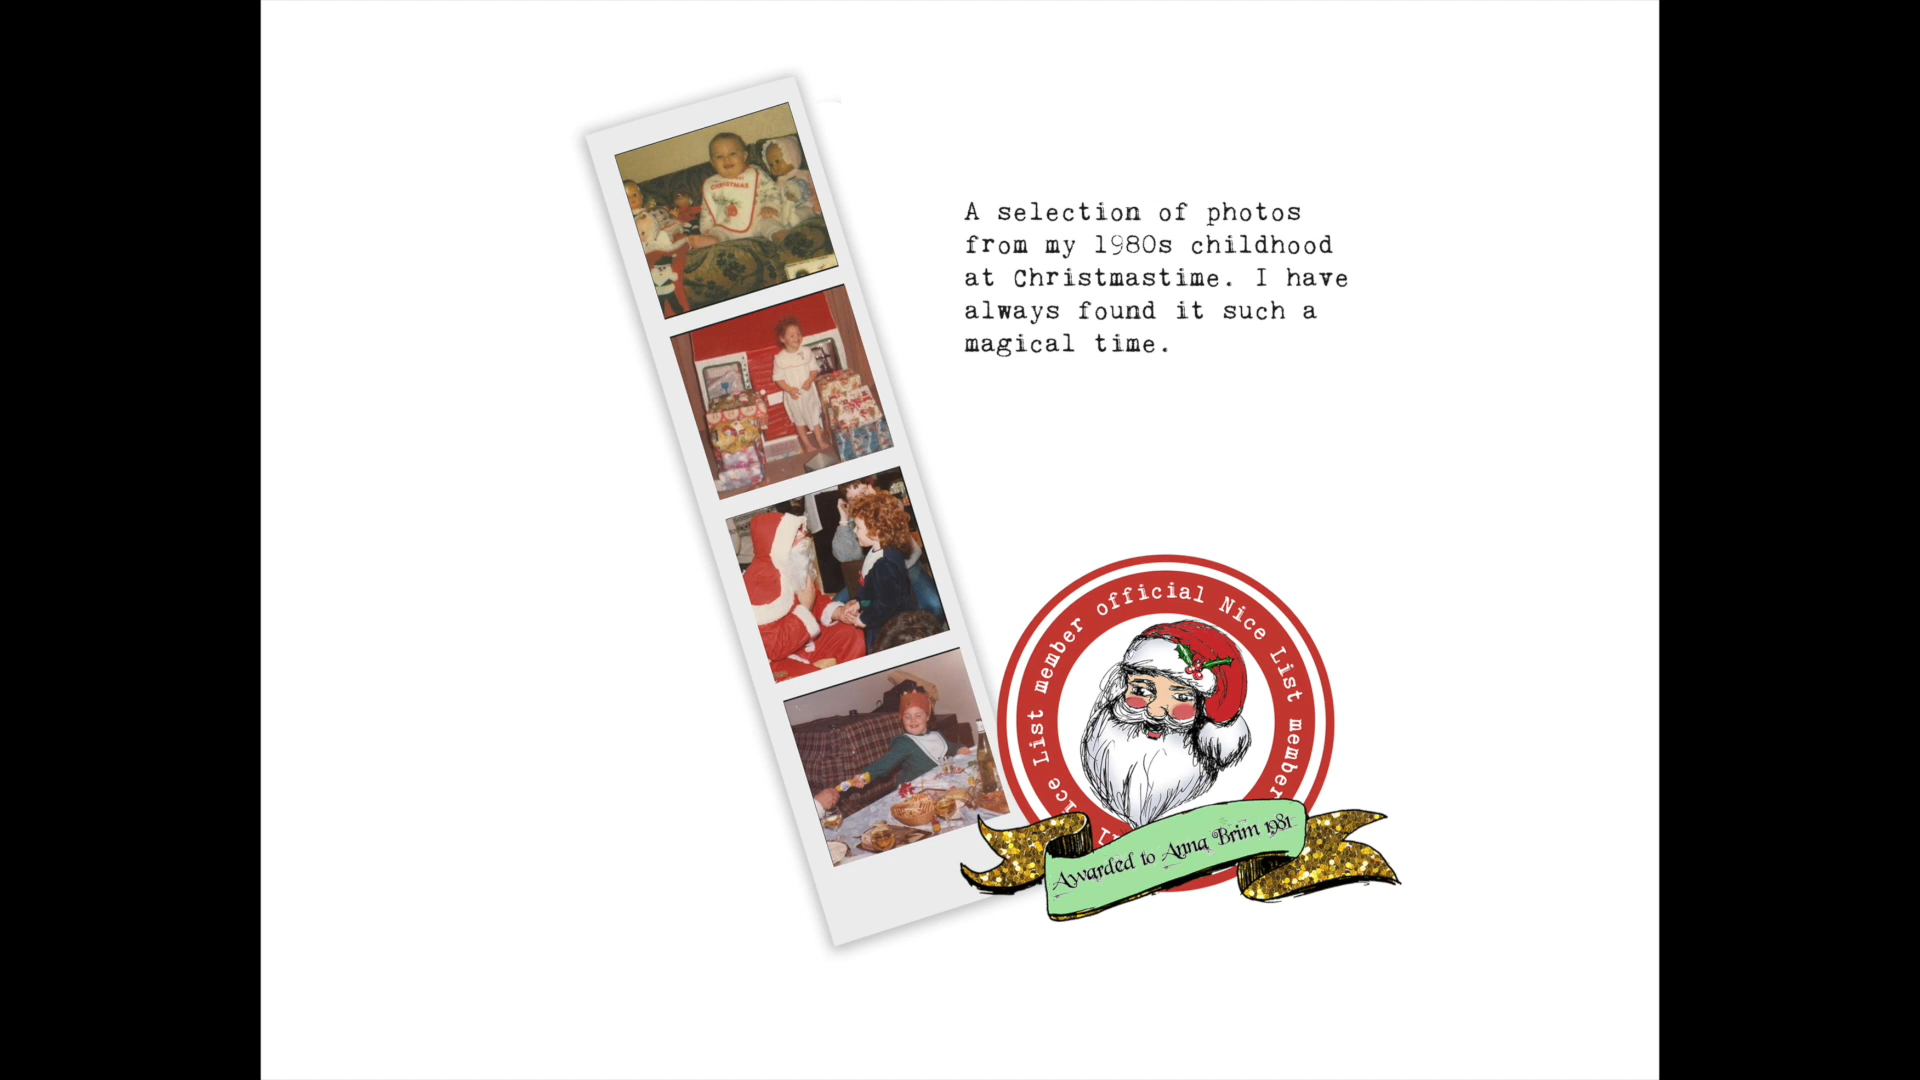 CHRISTMAS
A selection of photos
from my 1980s childhood
at Christmastime. I have
always found it such a
magical time.
List member official Nice List member
Awarded to Anna Brim 1981